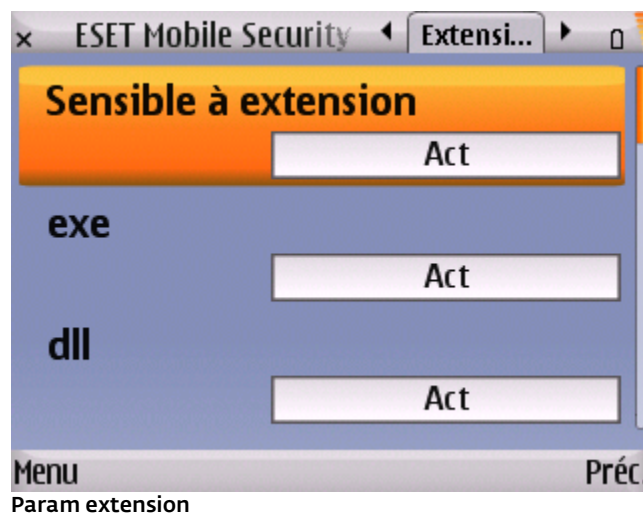 × ESET Mobile Security Extensi...
Sensible à extension
Act
exe
Act
dll
Act
Menu Préc.
Param extension